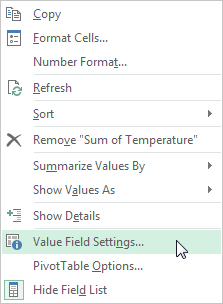 Copy
Format Cells...
Number Format...
Refresh
Sort
Remove "Sum of Temperature"
Summarize Values By
Show Values As
Show Details
Value Field Settings...
PivotTable Options...
Hide Field List